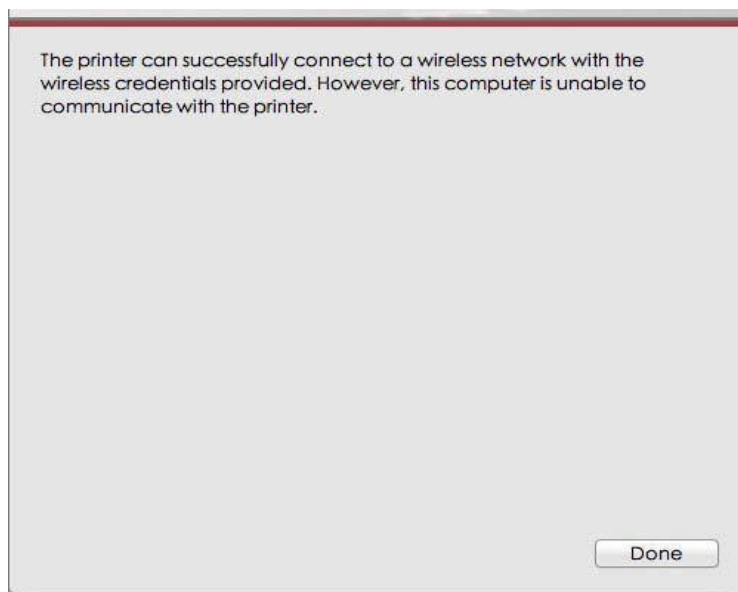 The printer can successfully connect to a wireless network with the
wireless credentials provided. However, this computer is unable to
communicate with the printer.
Done